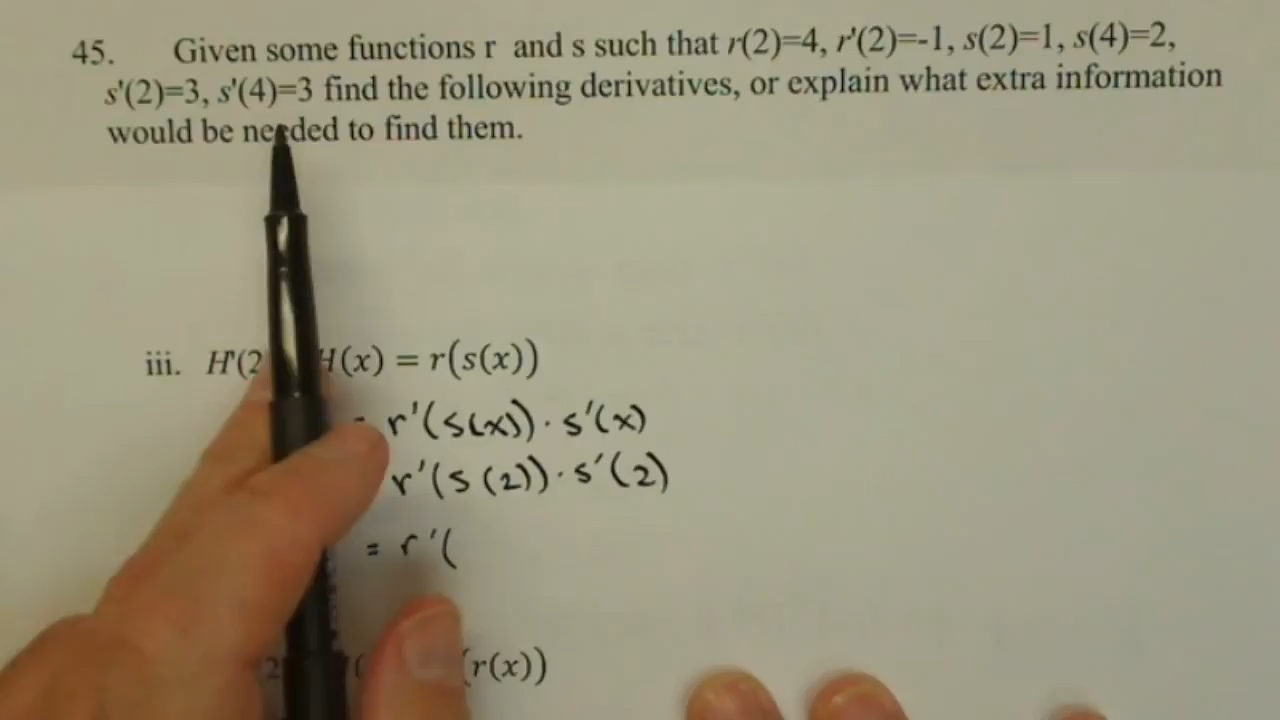 45. Given some functions r and s such that r(2)=4, r'(2)=-1, s(2)=1, s(4)=2,
s'(2)=3, s'(4)=3 find the following derivatives, or explain what extra information
would be needed to find them.
iii. H'(2 H(x) = r(s(x))
= r'(s(x)) · s'(x)
r'(s(2)) · s'(2)
= r'(
2 (r(x))